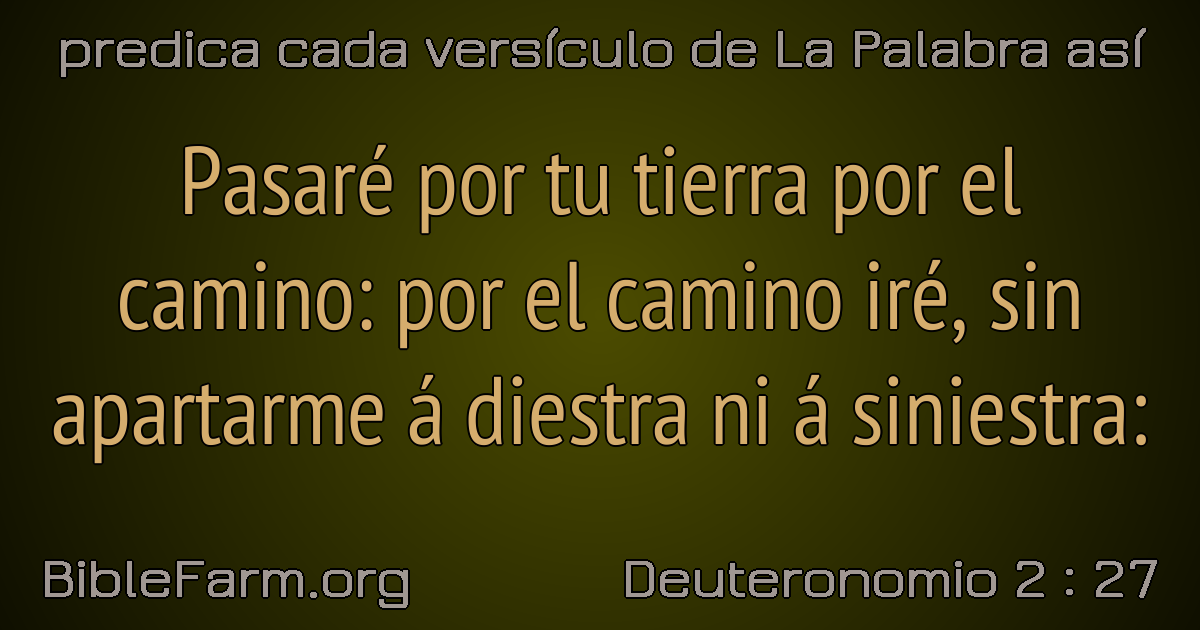 predica cada versículo de La Palabra así
Pasaré por tu tierra por el
camino: por el camino iré, sin
apartarme á diestra ni á siniestra:
BibleFarm.org
Deuteronomio 2 : 27